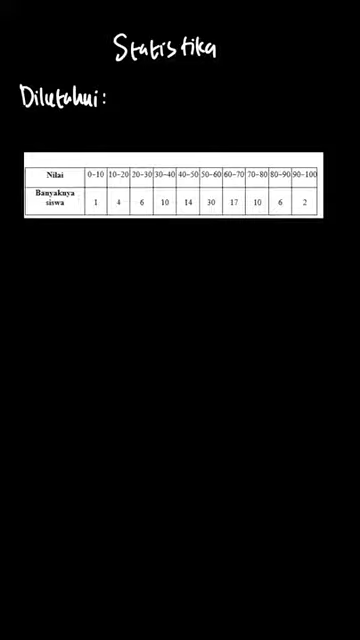 Statistika
Diketahui:
Nilai 0-10 10-20 20-30 30-40 40-50 50-60 60-70 70-80 80-90 90-100
Banyaknya siswa 1 4 6 10 14 30 17 10 6 2